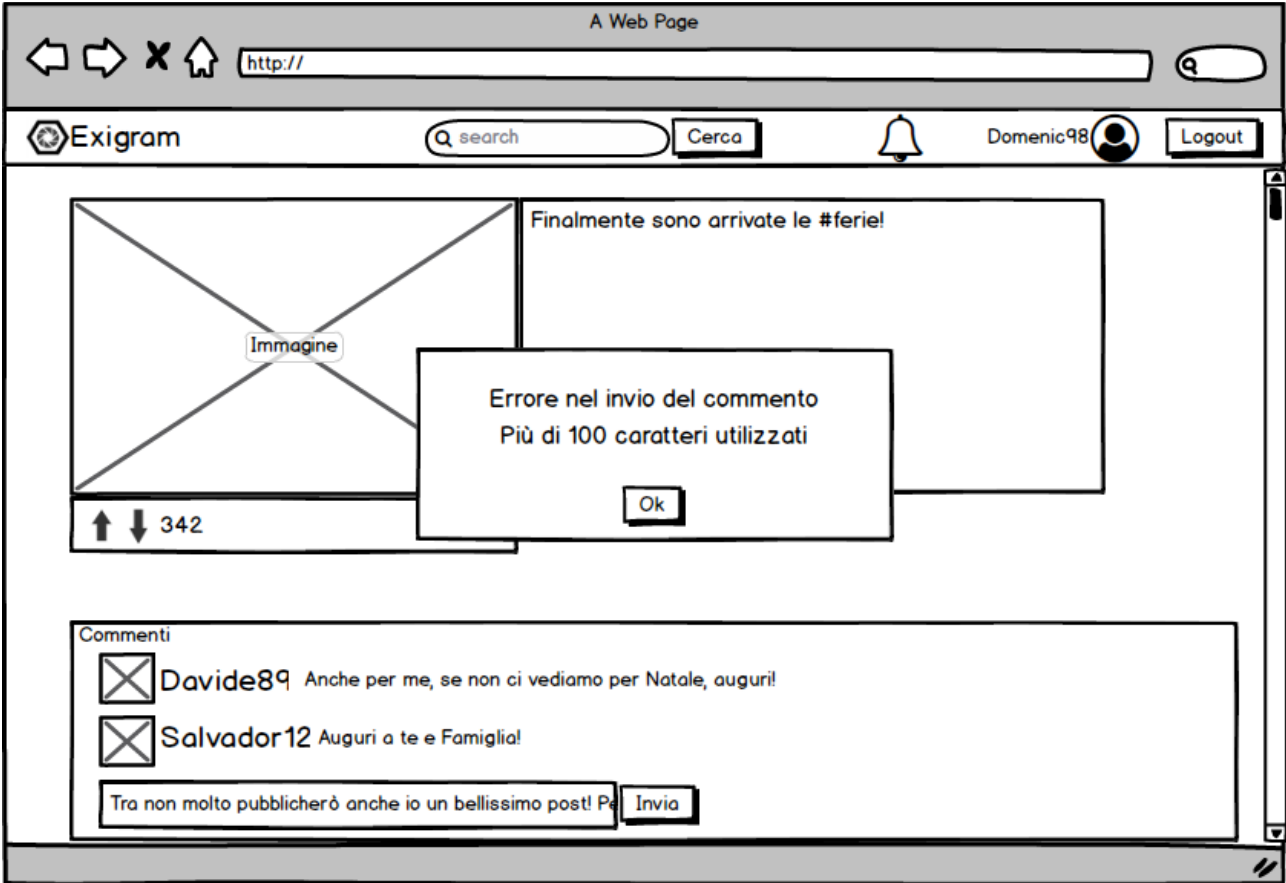 A Web Page
http://
Exigram
search
Cerca
Domenic98
Logout
Finalmente sono arrivate le #ferie!
Immagine
Errore nel invio del commento
Più di 100 caratteri utilizzati
Ok
342
Commenti
Davide89 Anche per me, se non ci vediamo per Natale, auguri!
Salvador12 Auguri a te e Famiglia!
Tra non molto pubblicherò anche io un bellissimo post!
Invia